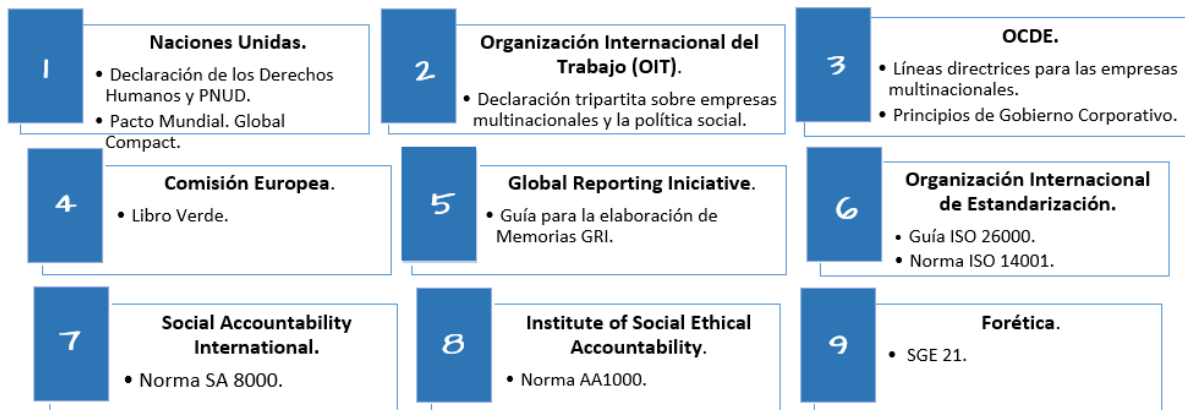 1
Naciones Unidas.
• Declaración de los Derechos
Humanos y PNUD.
• Pacto Mundial. Global
Compact.
2
Organización Internacional del
Trabajo (OIT).
• Declaración tripartita sobre empresas
multinacionales y la política social.
3
OCDE.
• Líneas directrices para las empresas
multinacionales.
• Principios de Gobierno Corporativo.
4
Comisión Europea.
• Libro Verde.
5
Global Reporting Iniciative.
• Guía para la elaboración de
Memorias GRI.
6
Organización Internacional
de Estandarización.
• Guía ISO 26000.
• Norma ISO 14001.
7
Social Accountability
International.
• Norma SA 8000.
8
Institute of Social Ethical
Accountability.
• Norma AA1000.
9
Forética.
• SGE 21.